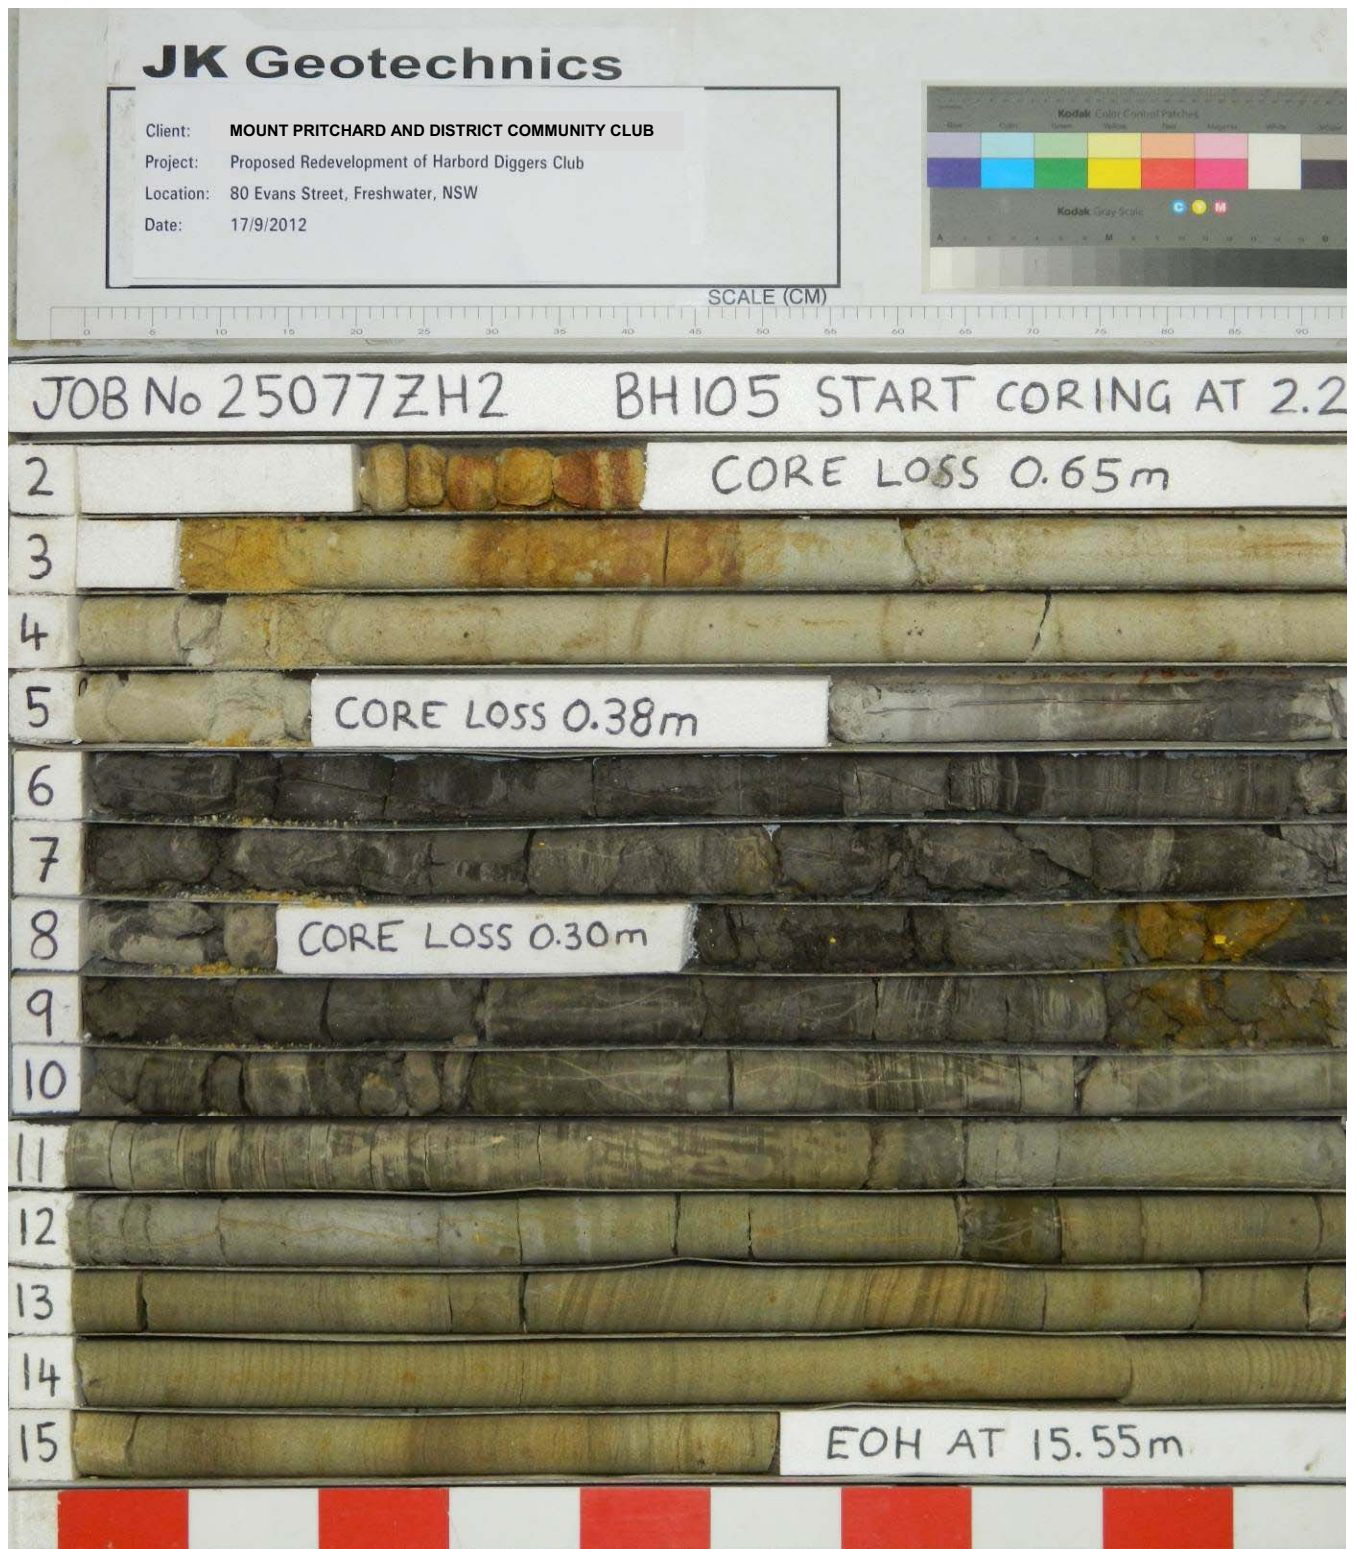 JK Geotechnics
Client: MOUNT PRITCHARD AND DISTRICT COMMUNITY CLUB
Project: Proposed Redevelopment of Harbord Diggers Club
Location: 80 Evans Street, Freshwater, NSW
Date: 17/9/2012
Kodak Color Control Patches
Kodak Gray Scale C Y M
A M B
SCALE (CM)
0 5 10 15 20 25 30 35 40 45 50 55 60 65 70 75 80 85 90
JOB No 25077ZH2 BH105 START CORING AT 2.2
2 CORE LOSS 0.65m
3
4
5 CORE LOSS 0.38m
6
7
8 CORE LOSS 0.30m
9
10
11
12
13
14
15 EOH AT 15.55m